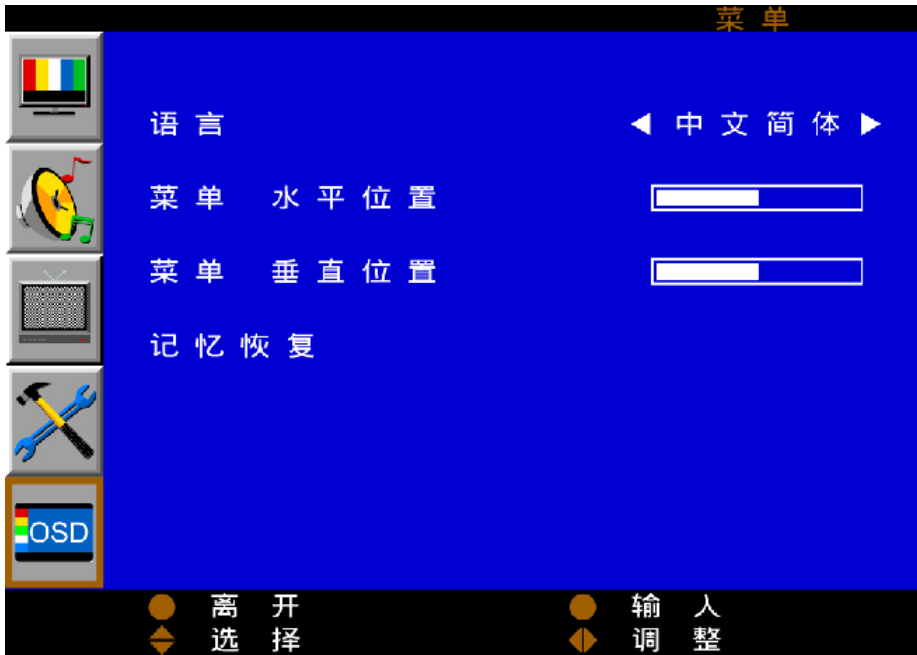 菜单
语言 ◀ 中文简体 ▶
菜单 水平位置
菜单 垂直位置
记忆恢复
OSD
离开 输入
选择 调整